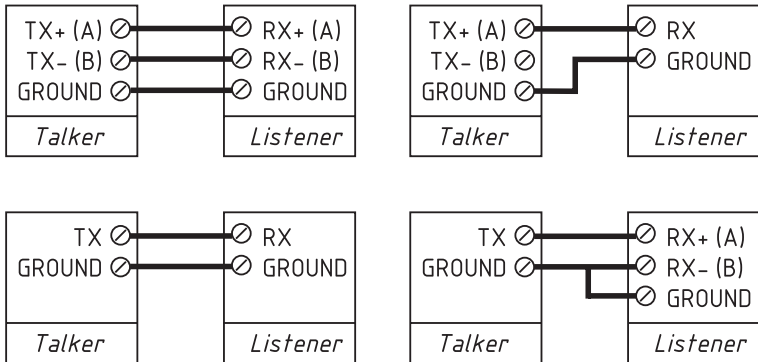 TX+ (A)
TX- (B)
GROUND
Talker
RX+ (A)
RX- (B)
GROUND
Listener
TX+ (A)
TX- (B)
GROUND
Talker
RX
GROUND
Listener
TX
GROUND
Talker
RX
GROUND
Listener
TX
GROUND
Talker
RX+ (A)
RX- (B)
GROUND
Listener